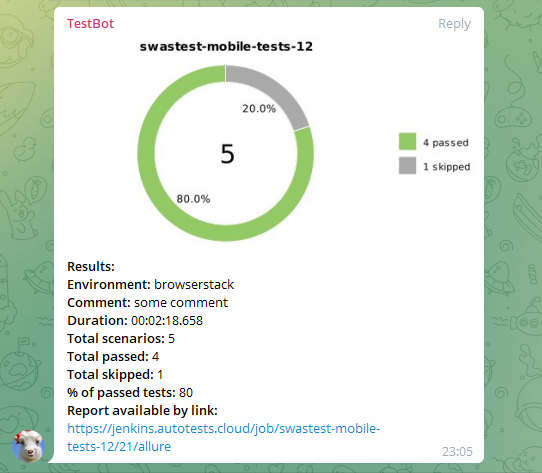 TestBot
Reply
swastest-mobile-tests-12
20.0%
5
80.0%
4 passed
1 skipped
Results:
Environment: browserstack
Comment: some comment
Duration: 00:02:18.658
Total scenarios: 5
Total passed: 4
Total skipped: 1
% of passed tests: 80
Report available by link:
https://jenkins.autotests.cloud/job/swastest-mobile-
tests-12/21/allure
23:05